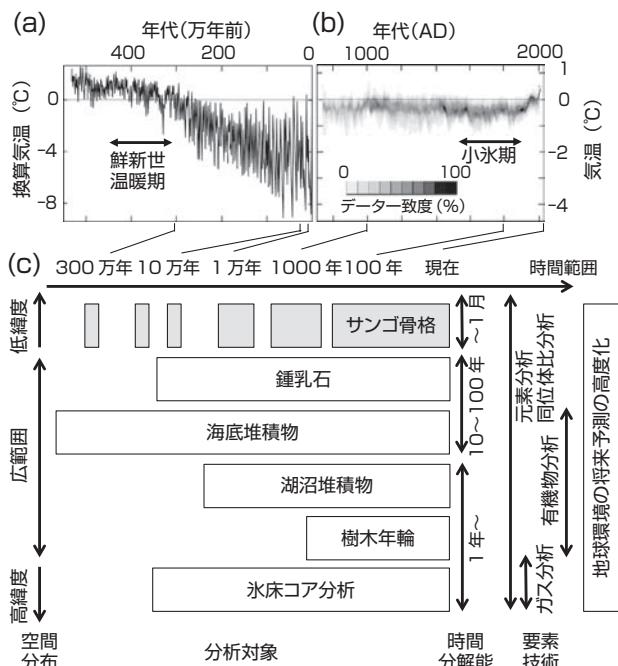 (a)
年代(万年前)
400
200
0
0
-4
-8
換算気温(℃)
鮮新世
温暖期
(b)
年代(AD)
1000
2000
1
0
-2
-4
気温(℃)
小氷期
0
100
データ一致度(%)
(c)
300万年
10万年
1万年
1000年
100年
現在
時間範囲
低緯度
広範囲
高緯度
サンゴ骨格
鍾乳石
海底堆積物
湖沼堆積物
樹木年輪
氷床コア分析
～1月
10～100年
1年～
元素分析
同位体比分析
有機物分析
ガス分析
地球環境の将来予測の高度化
空間
分布
分析対象
時間
分解能
要素
技術